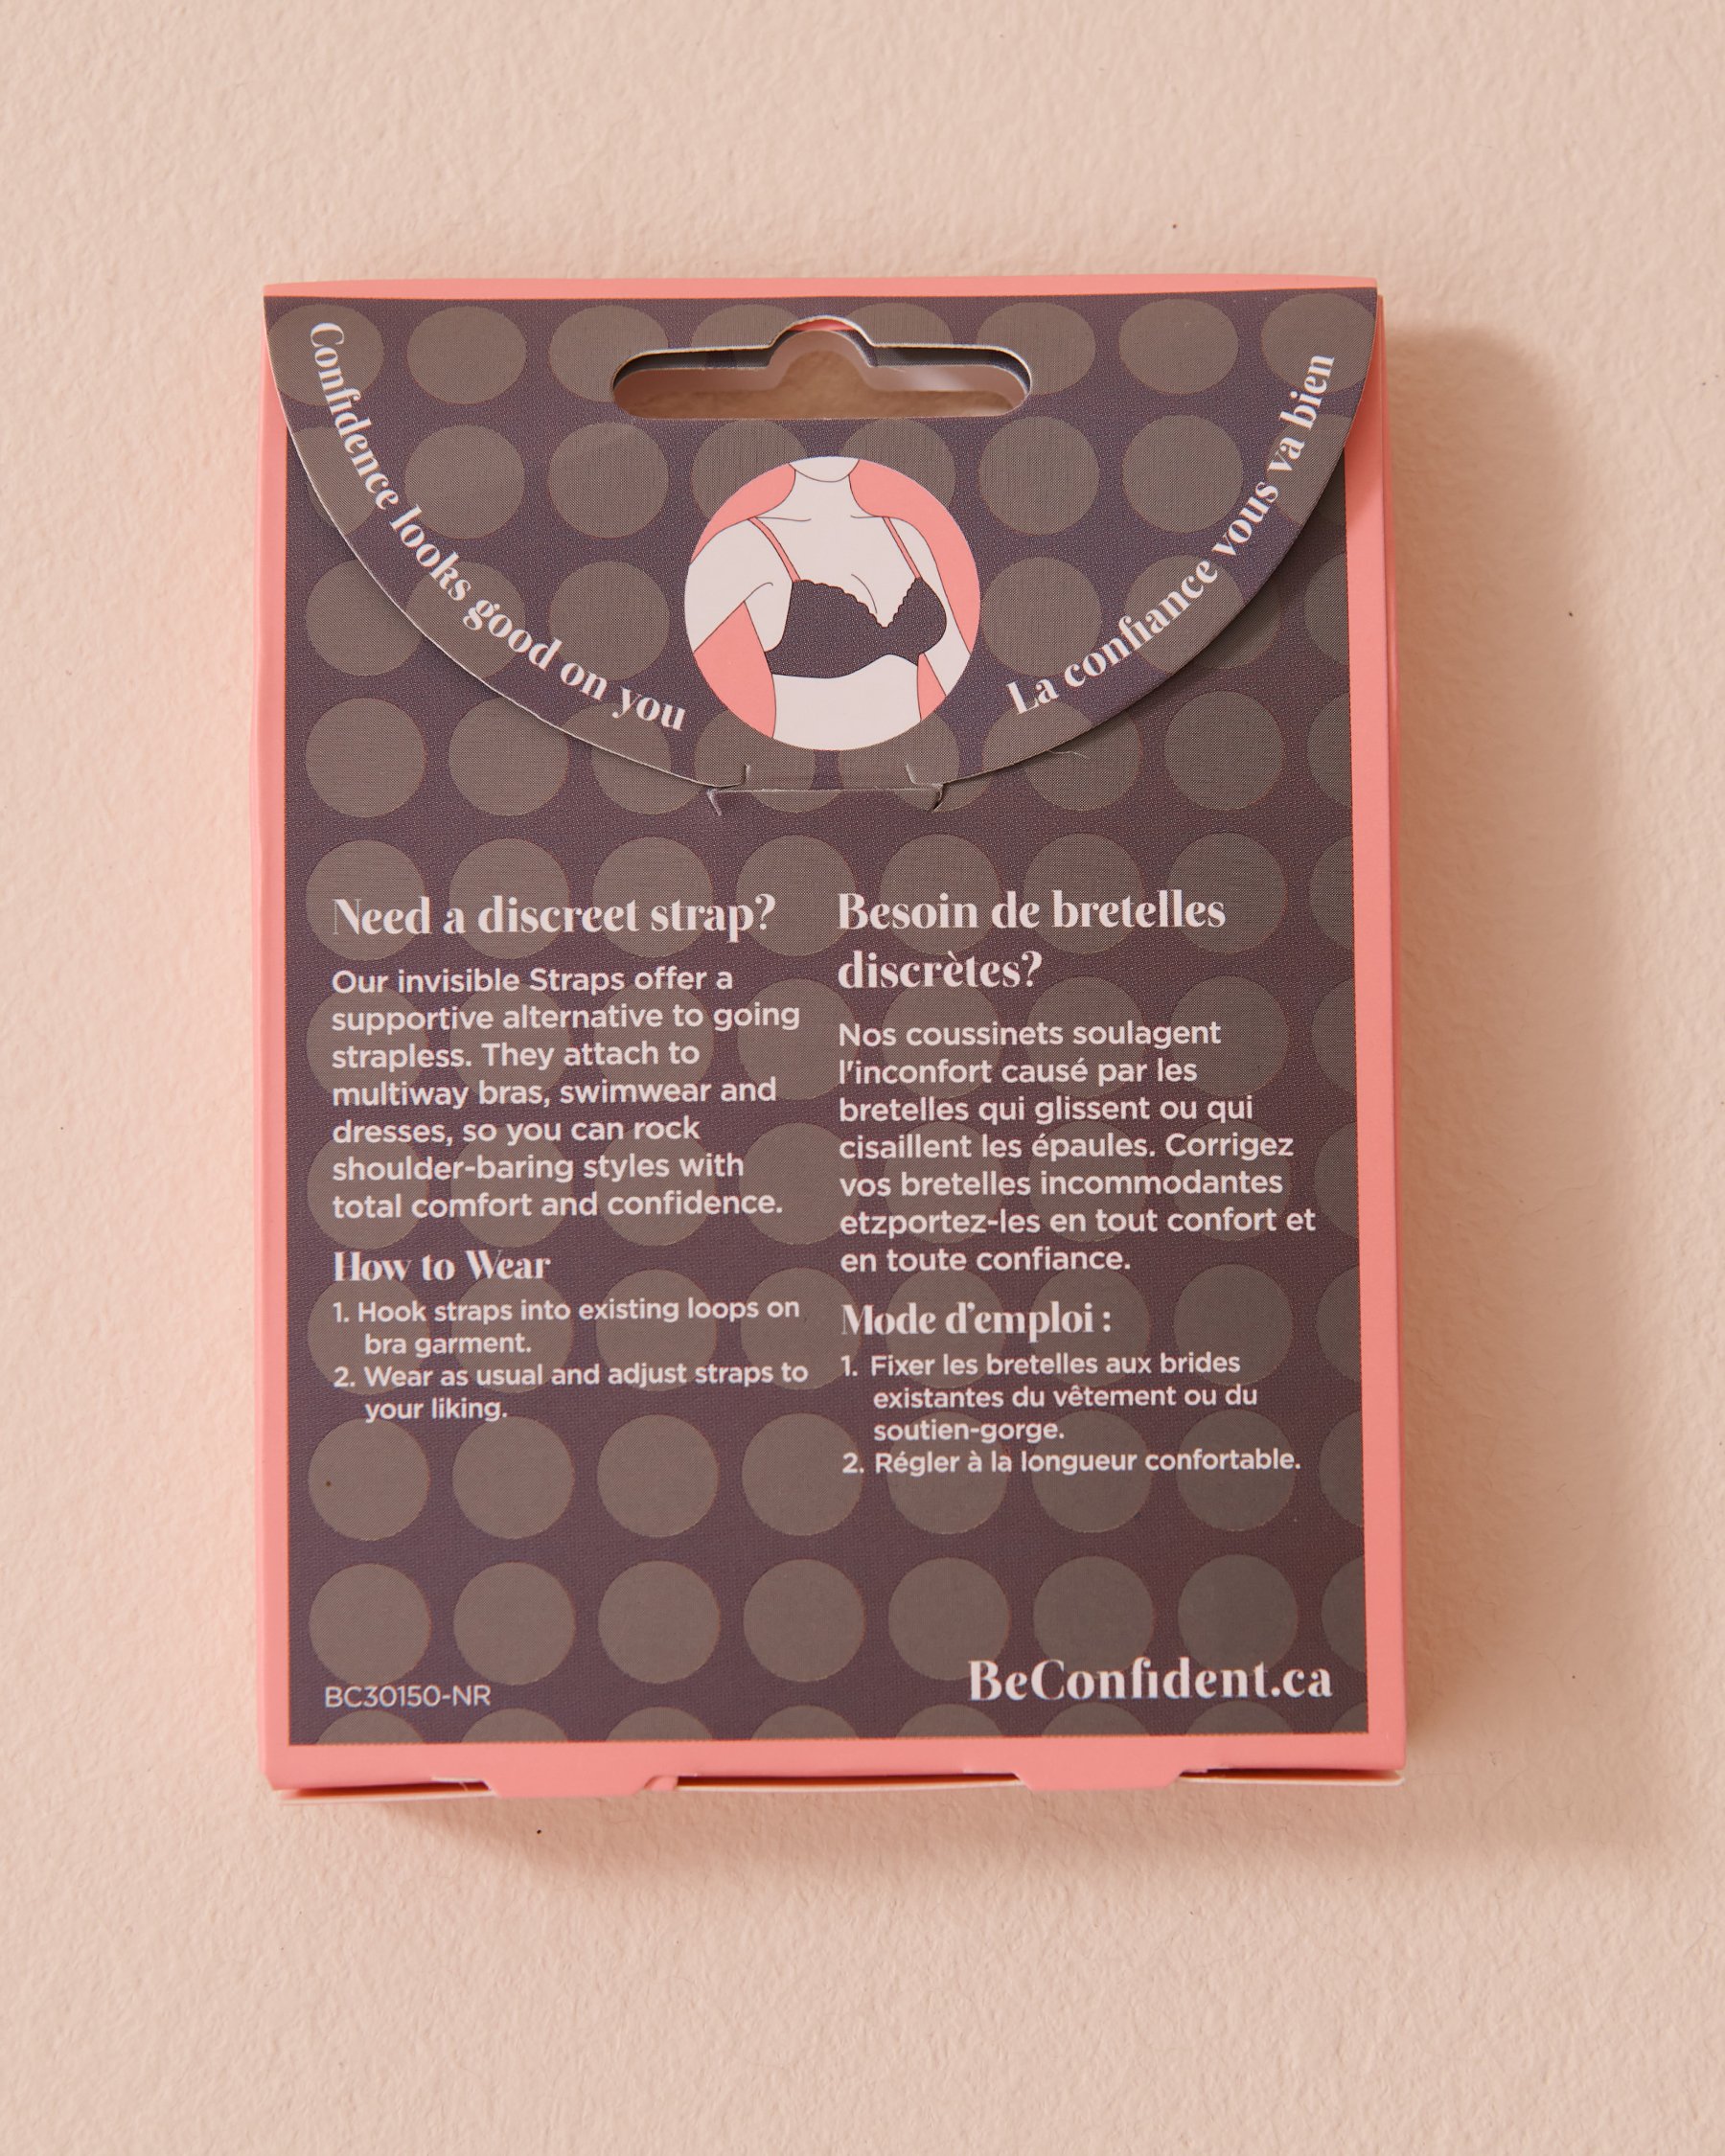 Confidence looks good on you
La confiance vous va bien
Need a discreet strap?
Our invisible Straps offer a
supportive alternative to going
strapless. They attach to
multiway bras, swimwear and
dresses, so you can rock
shoulder-baring styles with
total comfort and confidence.
How to Wear
1. Hook straps into existing loops on
bra garment.
2. Wear as usual and adjust straps to
your liking.
Besoin de bretelles
discrètes?
Nos coussinets soulagent
l'inconfort causé par les
bretelles qui glissent ou qui
cisaillent les épaules. Corrigez
vos bretelles incommodantes
etzportez-les en tout confort et
en toute confiance.
Mode d'emploi :
1. Fixer les bretelles aux brides
existantes du vêtement ou du
soutien-gorge.
2. Régler à la longueur confortable.
BC30150-NR
BeConfident.ca